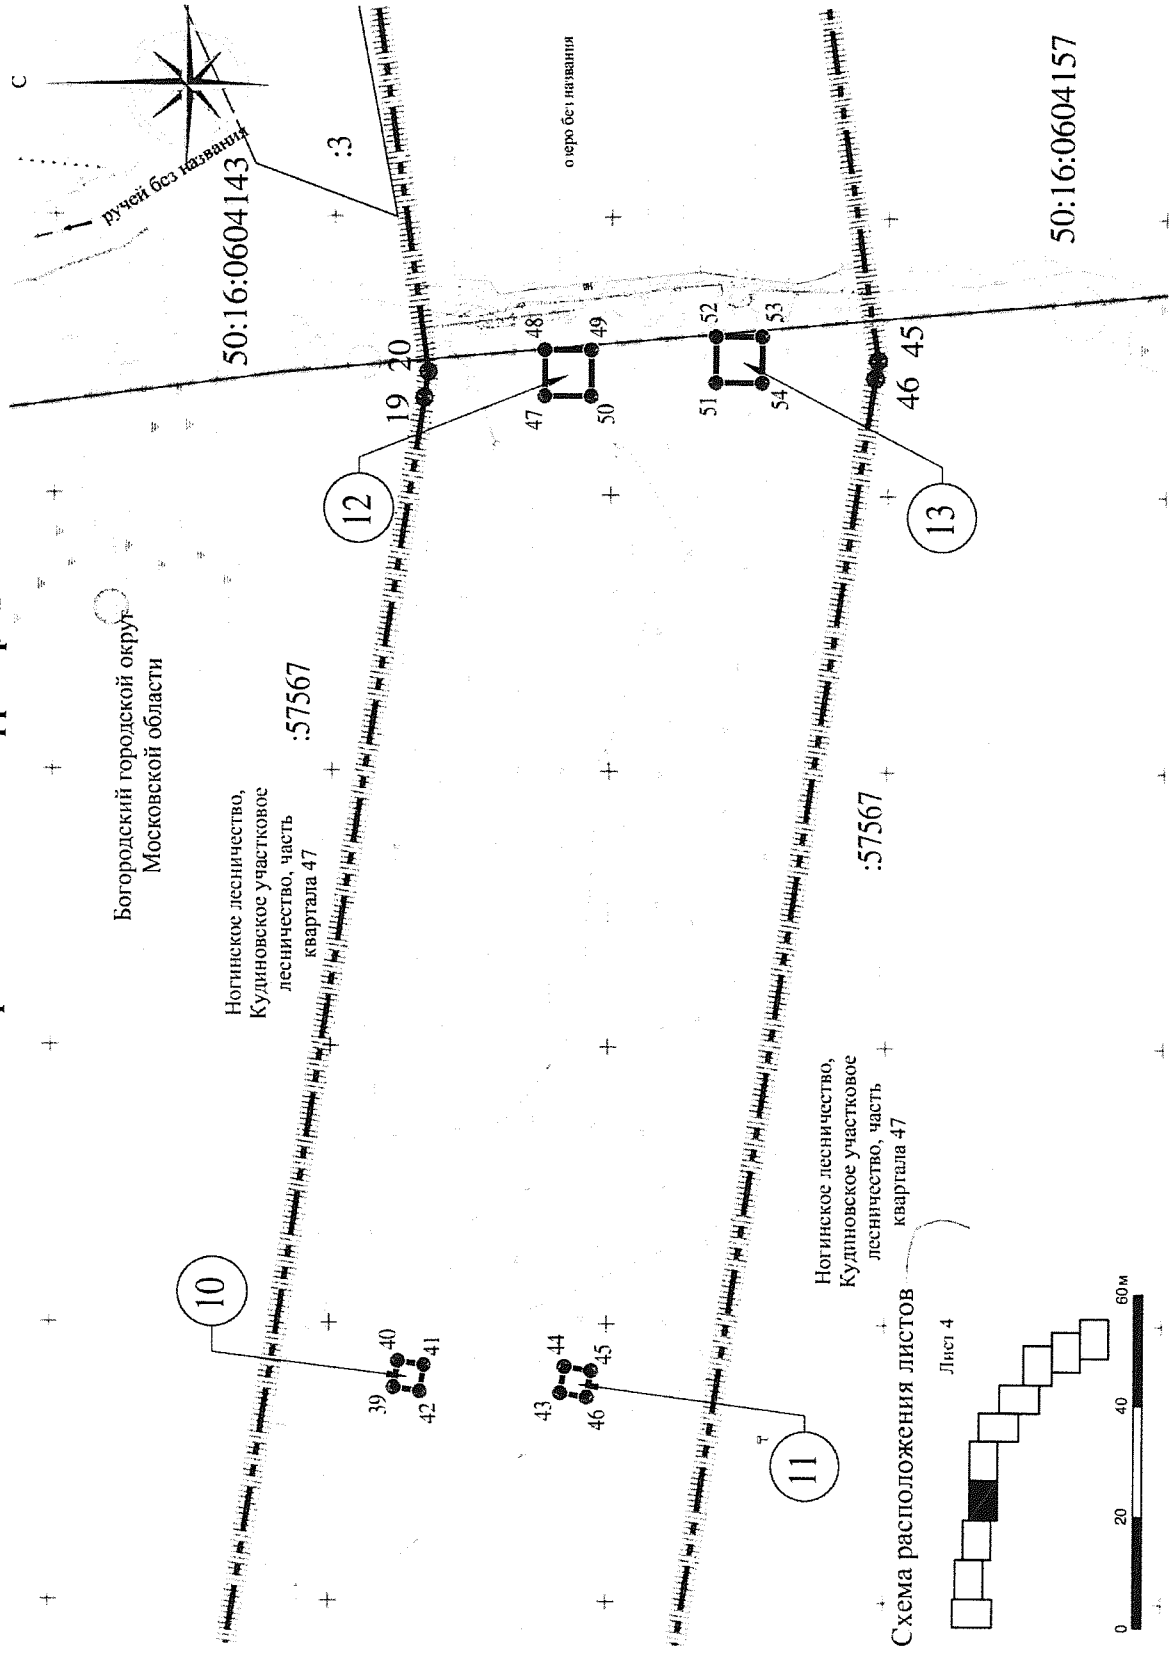 С
ручей без названия
50:16:0604143
:3
озеро без названия
50:16:0604157
Богородский городской округ
Московской области
Ногинское лесничество,
Кудиновское участковое
лесничество, часть
квартала 47
:57567
19
20
12
47
48
49
50
51
52
53
54
13
46
45
10
39
40
41
42
43
44
45
46
11
:57567
Ногинское лесничество,
Кудиновское участковое
лесничество, часть
квартала 47
Схема расположения листов
Лист 4
0
20
40
60м